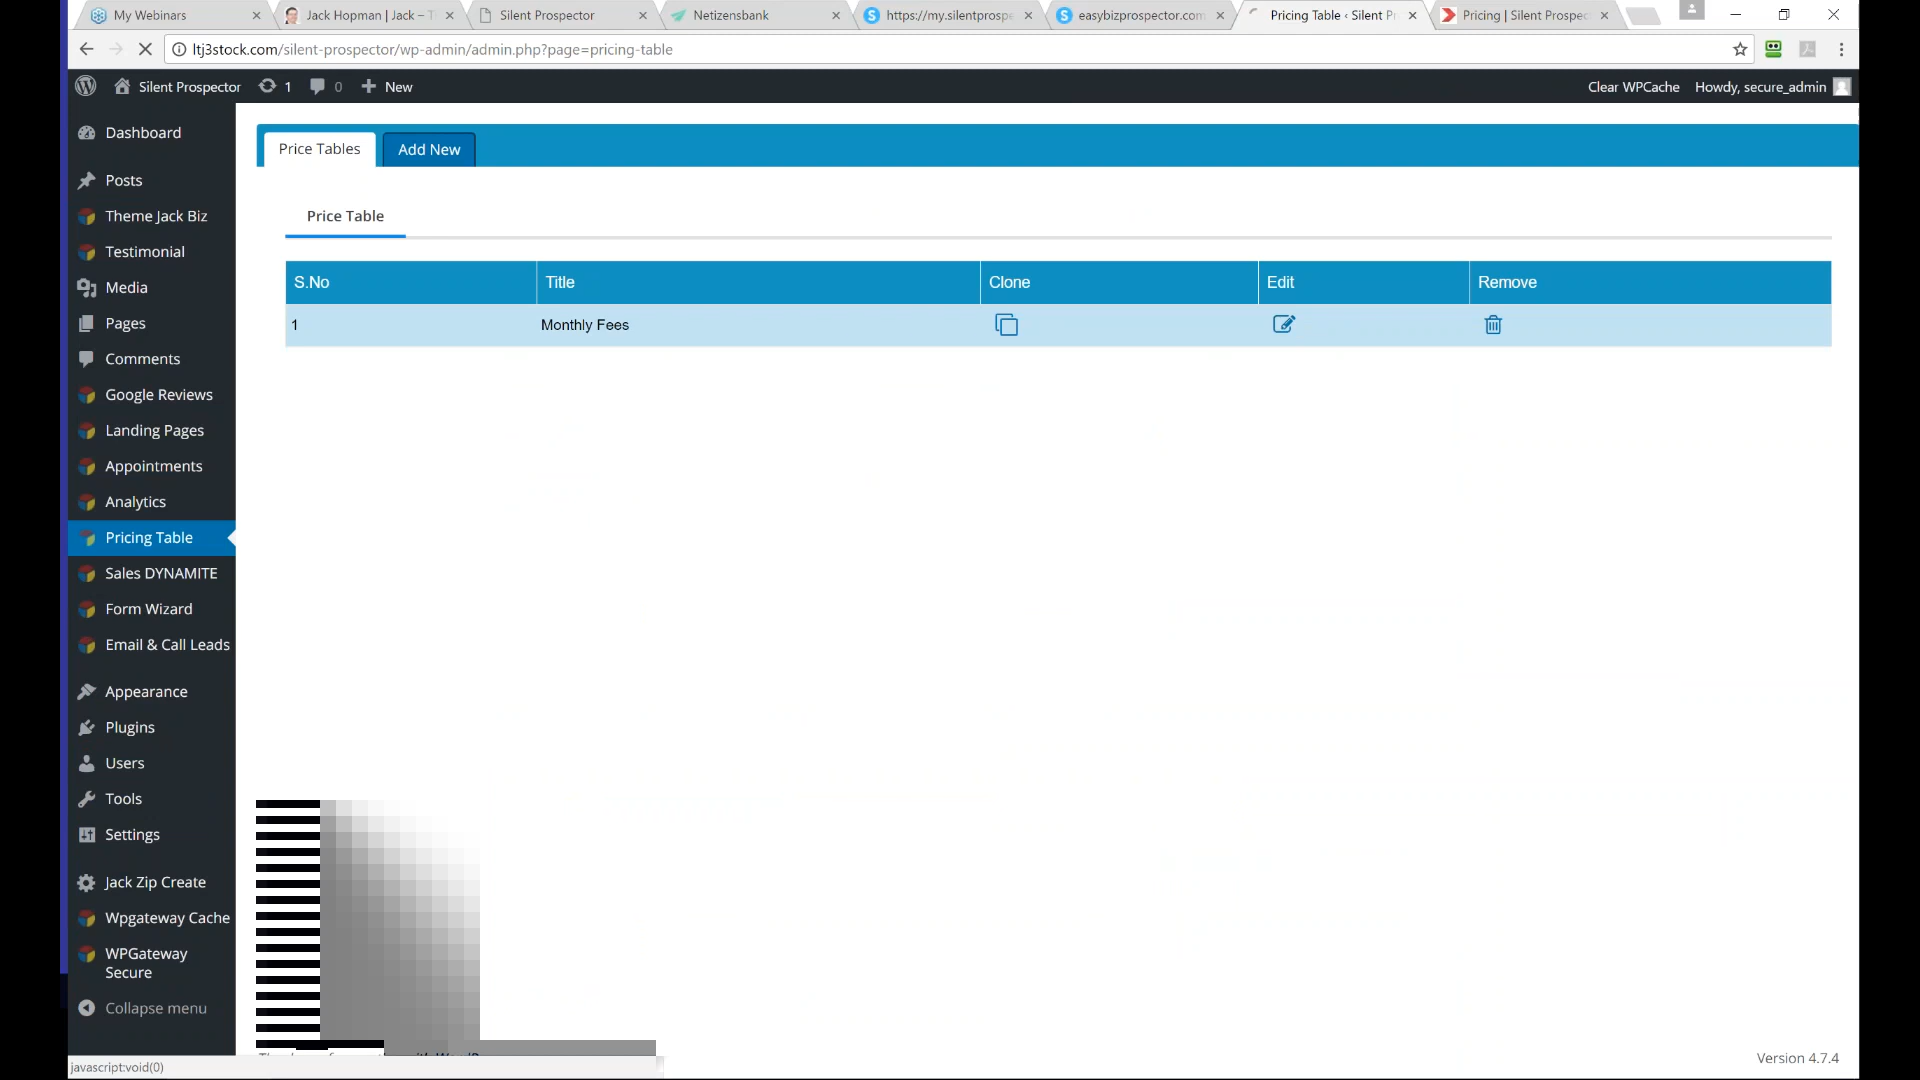 My Webinars
Jack Hopman | Jack – T
Silent Prospector
Netizensbank
https://my.silentprospe
easybizprospector.com
Pricing Table ‹ Silent P
Pricing | Silent Prospec
ltj3stock.com/silent-prospector/wp-admin/admin.php?page=pricing-table
Silent Prospector 1 0 New
Clear WPCache Howdy, secure_admin
Dashboard
Posts
Theme Jack Biz
Testimonial
Media
Pages
Comments
Google Reviews
Landing Pages
Appointments
Analytics
Pricing Table
Sales DYNAMITE
Form Wizard
Email & Call Leads
Appearance
Plugins
Users
Tools
Settings
Jack Zip Create
Wpgateway Cache
WPGateway
Secure
Collapse menu
Price Tables Add New
Price Table
S.No Title Clone Edit Remove
1 Monthly Fees
Version 4.7.4
javascript:void(0)